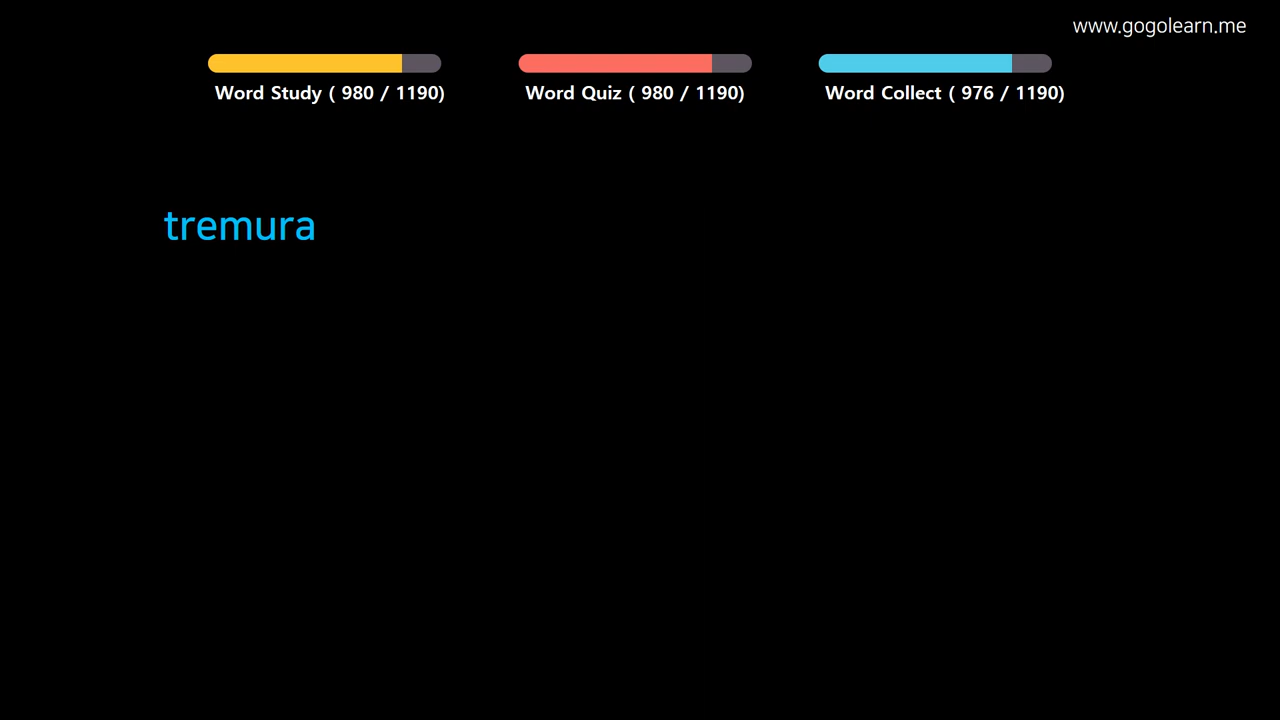 www.gogolearn.me
Word Study ( 980 / 1190)
Word Quiz ( 980 / 1190)
Word Collect ( 976 / 1190)
tremura